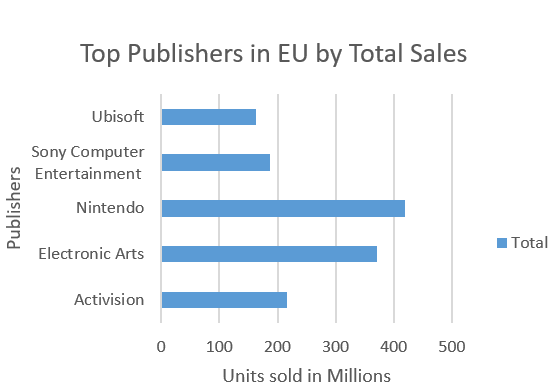 Top Publishers in EU by Total Sales
Publishers
Ubisoft
Sony Computer
Entertainment
Nintendo
Electronic Arts
Activision
Total
0 100 200 300 400 500
Units sold in Millions